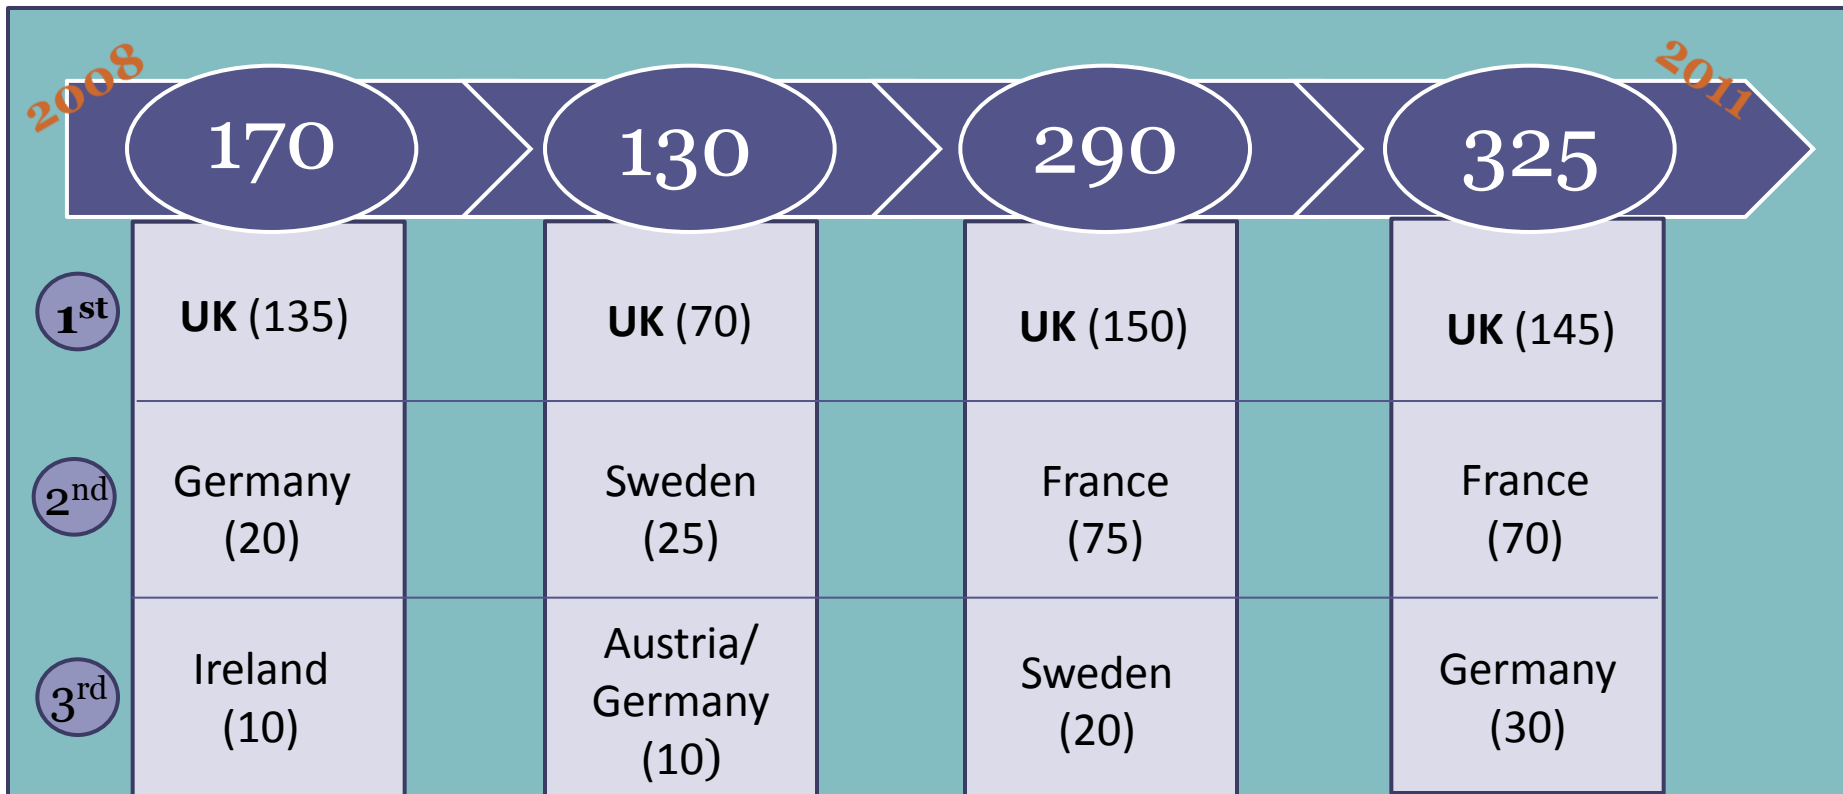 2008
2011
170
130
290
325
1st
UK (135)
UK (70)
UK (150)
UK (145)
2nd
Germany
(20)
Sweden
(25)
France
(75)
France
(70)
3rd
Ireland
(10)
Austria/
Germany
(10)
Sweden
(20)
Germany
(30)